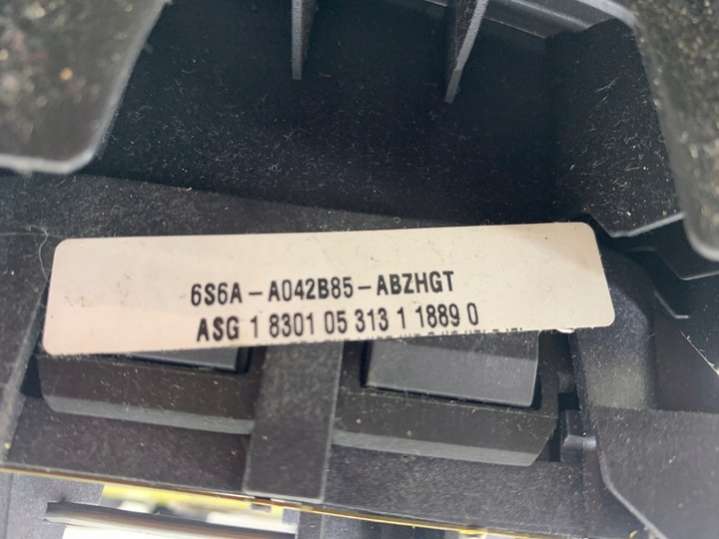 6S6A-A042B85-ABZHGT
ASG 1 8301 05 313 1 1889 0